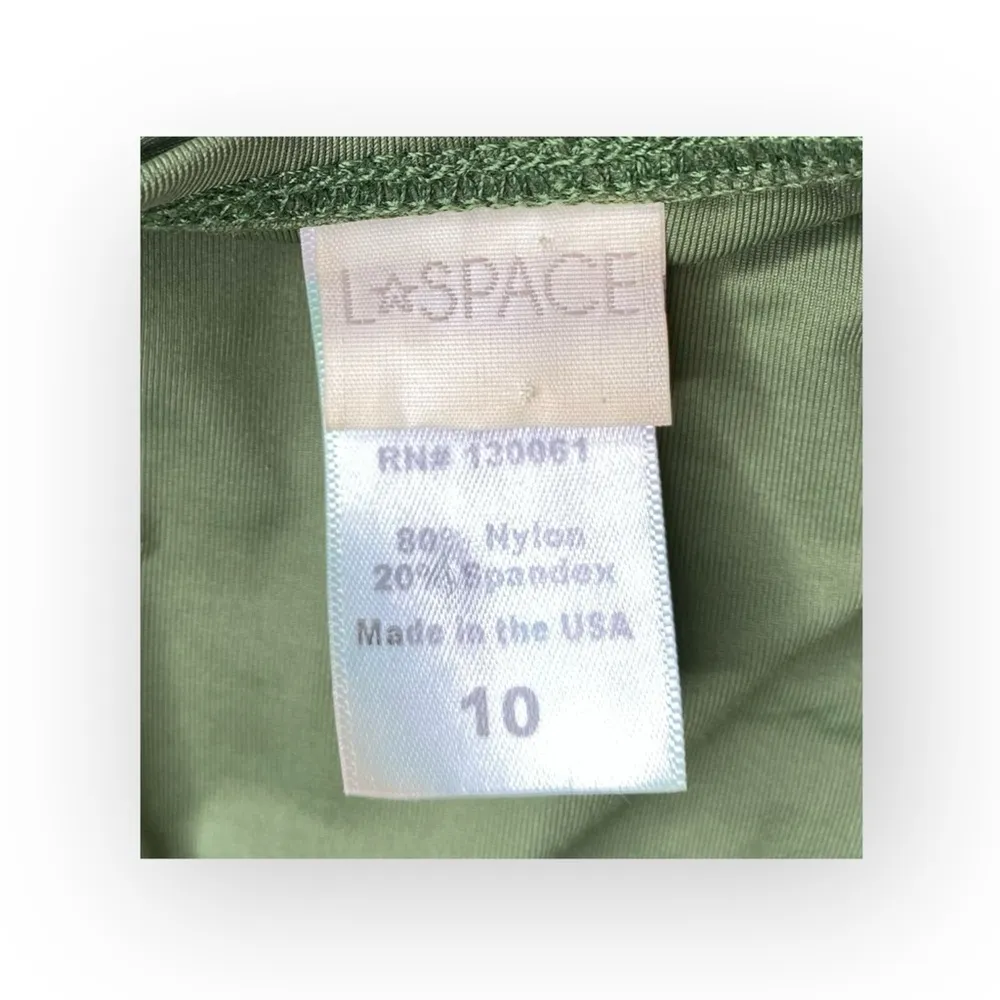 L☆SPACE
RN# 130061
80% Nylon
20% Spandex
Made in the USA
10